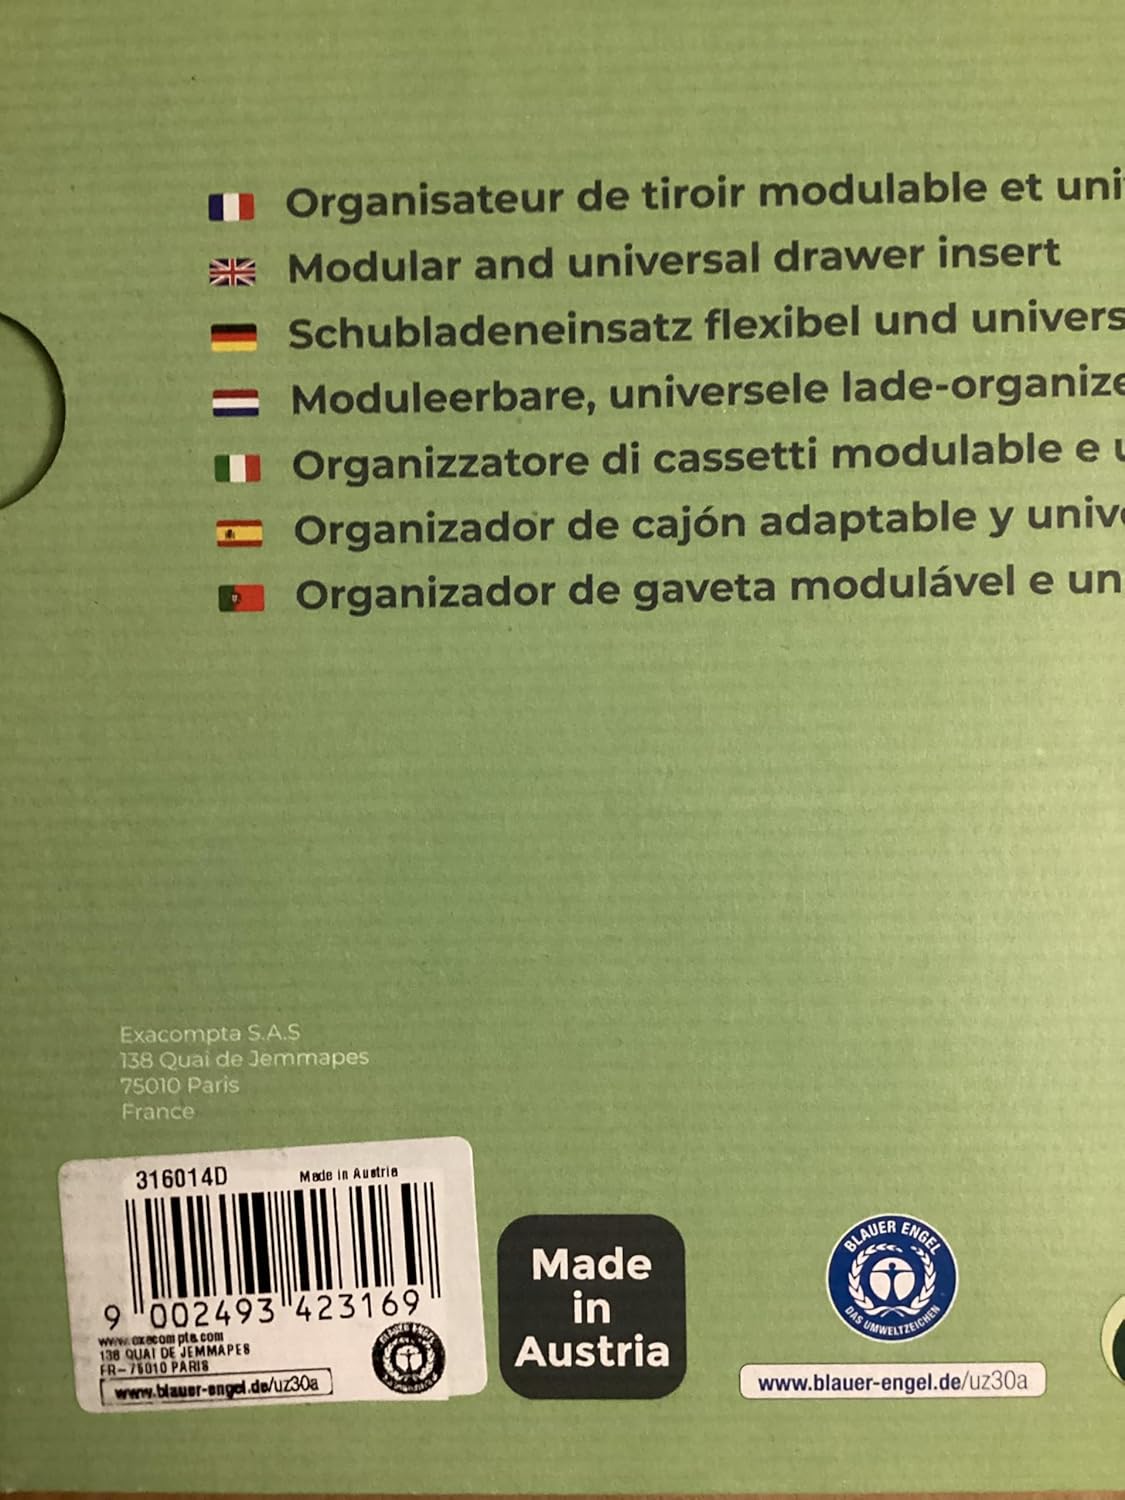 Organisateur de tiroir modulable et uni
Modular and universal drawer insert
Schubladeneinsatz flexibel und univers
Moduleerbare, universele lade-organize
Organizzatore di cassetti modulable e u
Organizador de cajón adaptable y unive
Organizador de gaveta modulável e un
Exacompta S.A.S
138 Quai de Jemmapes
75010 Paris
France
316014D Made in Austria
9 002493 423169
www.exacompta.com
138 QUAI DE JEMMAPES
FR-75010 PARIS
www.blauer-engel.de/uz30a
Made
in
Austria
BLAUER ENGEL
DAS UMWELTZEICHEN
www.blauer-engel.de/uz30a